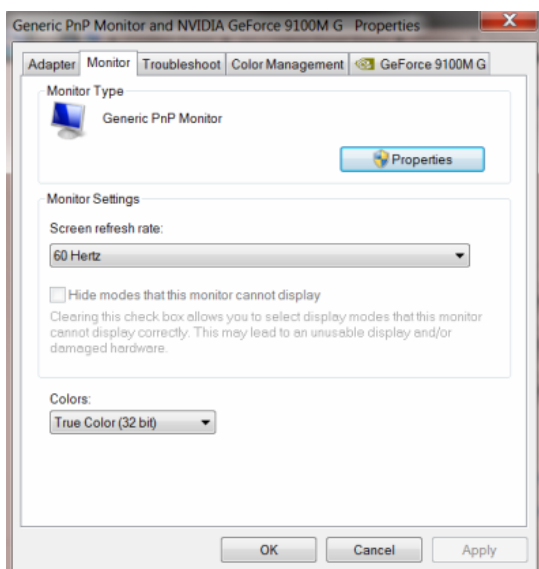 Generic PnP Monitor and NVIDIA GeForce 9100M G Properties
Adapter Monitor Troubleshoot Color Management GeForce 9100M G
Monitor Type
Generic PnP Monitor
Properties
Monitor Settings
Screen refresh rate:
60 Hertz
Hide modes that this monitor cannot display
Clearing this check box allows you to select display modes that this monitor
cannot display correctly. This may lead to an unusable display and/or
damaged hardware.
Colors:
True Color (32 bit)
OK Cancel Apply